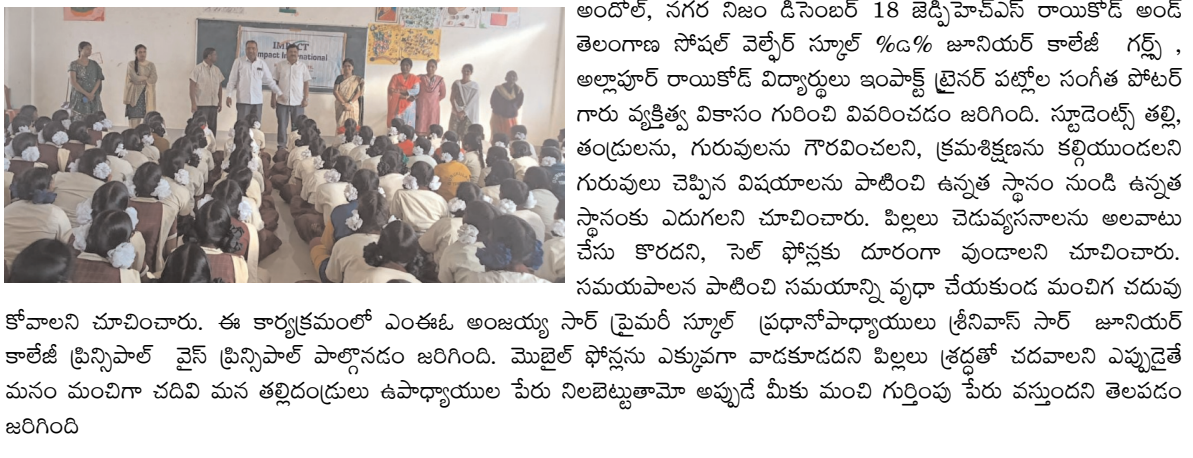 IMPACT
Impact International
అందోల్, నగర నిజం డిసెంబర్ 18 జెడ్పిహెచ్ఎస్ రాయికోడ్ అండ్
తెలంగాణ సోషల్ వెల్ఫేర్ స్కూల్ %డ% జూనియర్ కాలేజీ గర్ల్స్ ,
అల్లాపూర్ రాయికోడ్ విద్యార్థులు ఇంపాక్ట్ ట్రైనర్ పట్లోల సంగీత పోటర్
గారు వ్యక్తిత్వ వికాసం గురించి వివరించడం జరిగింది. స్టూడెంట్స్ తల్లి,
తండ్రులను, గురువులను గౌరవించలని, క్రమశిక్షణను కల్గియుండలని
గురువులు చెప్పిన విషయాలను పాటించి ఉన్నత స్థానం నుండి ఉన్నత
స్థానంకు ఎదుగలని చూచించారు. పిల్లలు చెడువ్యసనాలను అలవాటు
చేసు కొరదని, సెల్ ఫోన్లకు దూరంగా వుండాలని చూచించారు.
సమయపాలన పాటించి సమయాన్ని వృధా చేయకుండ మంచిగ చదువు
కోవాలని చూచించారు. ఈ కార్యక్రమంలో ఎంఈఓ అంజయ్య సార్ ప్రైమరీ స్కూల్ ప్రధానోపాధ్యాయులు శ్రీనివాస్ సార్ జూనియర్
కాలేజీ ప్రిన్సిపాల్ వైస్ ప్రిన్సిపాల్ పాల్గొనడం జరిగింది. మొబైల్ ఫోన్లను ఎక్కువగా వాడకూడదని పిల్లలు శ్రద్ధతో చదవాలని ఎప్పుడైతే
మనం మంచిగా చదివి మన తల్లిదండ్రులు ఉపాధ్యాయుల పేరు నిలబెట్టుతామో అప్పుడే మీకు మంచి గుర్తింపు పేరు వస్తుందని తెలపడం
జరిగింది